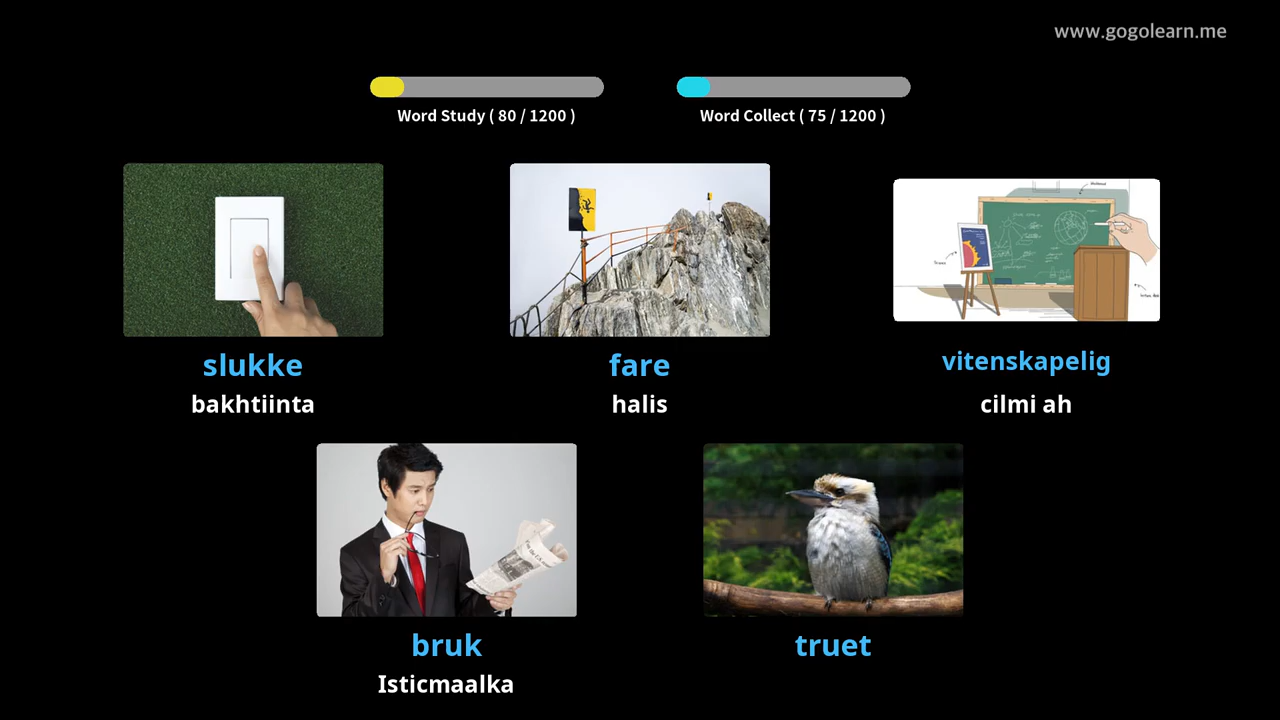 www.gogolearn.me
Word Study ( 80 / 1200 )
Word Collect ( 75 / 1200 )
slukke
bakhtiinta
fare
halis
vitenskapelig
cilmi ah
bruk
Isticmaalka
truet